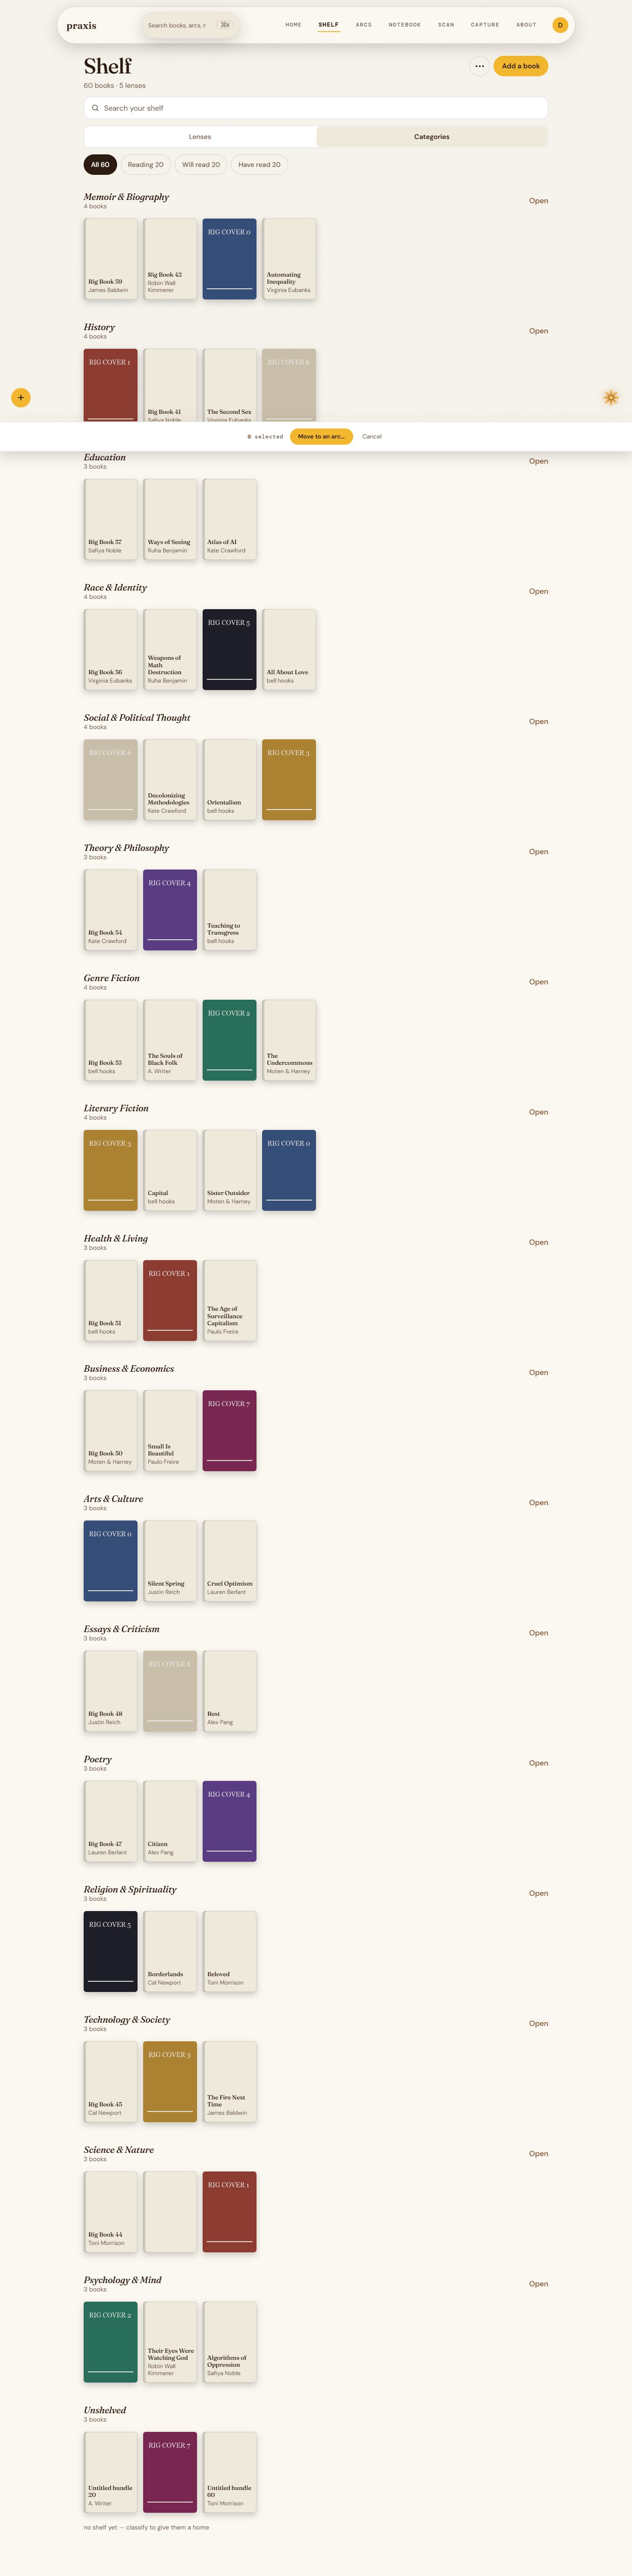 praxis
Search books, arcs, r
⌘K
HOME
SHELF
ARCS
NOTEBOOK
SCAN
CAPTURE
ABOUT
D
Shelf
Add a book
60 books · 5 lenses
Search your shelf
Lenses
Categories
All 60
Reading 20
Will read 20
Have read 20
Memoir & Biography
4 books
Open
Rig Book 59
James Baldwin
Rig Book 42
Robin Wall
Kimmerer
RIG COVER 0
Automating
Inequality
Virginia Eubanks
History
4 books
Open
RIG COVER 1
Rig Book 41
Safiya Noble
The Second Sex
Virginia Eubanks
RIG COVER 6
0 selected
Move to an arc…
Cancel
Education
3 books
Open
Rig Book 57
Safiya Noble
Ways of Seeing
Ruha Benjamin
Atlas of AI
Kate Crawford
Race & Identity
4 books
Open
Rig Book 56
Virginia Eubanks
Weapons of
Math
Destruction
Ruha Benjamin
RIG COVER 5
All About Love
bell hooks
Social & Political Thought
4 books
Open
RIG COVER 6
Decolonizing
Methodologies
Kate Crawford
Orientalism
bell hooks
RIG COVER 3
Theory & Philosophy
3 books
Open
Rig Book 54
Kate Crawford
RIG COVER 4
Teaching to
Transgress
bell hooks
Genre Fiction
4 books
Open
Rig Book 53
bell hooks
The Souls of
Black Folk
A. Writer
RIG COVER 2
The
Undercommons
Moten & Harney
Literary Fiction
4 books
Open
RIG COVER 3
Capital
bell hooks
Sister Outsider
Moten & Harney
RIG COVER 0
Health & Living
3 books
Open
Rig Book 51
bell hooks
RIG COVER 1
The Age of
Surveillance
Capitalism
Paulo Freire
Business & Economics
3 books
Open
Rig Book 50
Moten & Harney
Small Is
Beautiful
Paulo Freire
RIG COVER 7
Arts & Culture
3 books
Open
RIG COVER 0
Silent Spring
Justin Reich
Cruel Optimism
Lauren Berlant
Essays & Criticism
3 books
Open
Rig Book 48
Justin Reich
RIG COVER 6
Rest
Alex Pang
Poetry
3 books
Open
Rig Book 47
Lauren Berlant
Citizen
Alex Pang
RIG COVER 4
Religion & Spirituality
3 books
Open
RIG COVER 5
Borderlands
Cal Newport
Beloved
Toni Morrison
Technology & Society
3 books
Open
Rig Book 45
Cal Newport
RIG COVER 3
The Fire Next
Time
James Baldwin
Science & Nature
3 books
Open
Rig Book 44
Toni Morrison
RIG COVER 1
Psychology & Mind
3 books
Open
RIG COVER 2
Their Eyes Were
Watching God
Robin Wall
Kimmerer
Algorithms of
Oppression
Safiya Noble
Unshelved
3 books
Untitled bundle
20
A. Writer
RIG COVER 7
Untitled bundle
60
Toni Morrison
no shelf yet — classify to give them a home